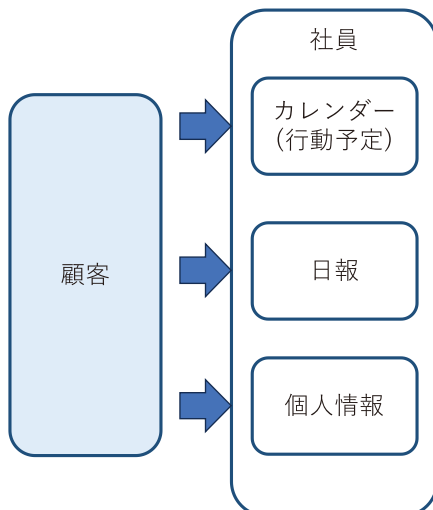 社員
カレンダー
(行動予定)
顧客
日報
個人情報